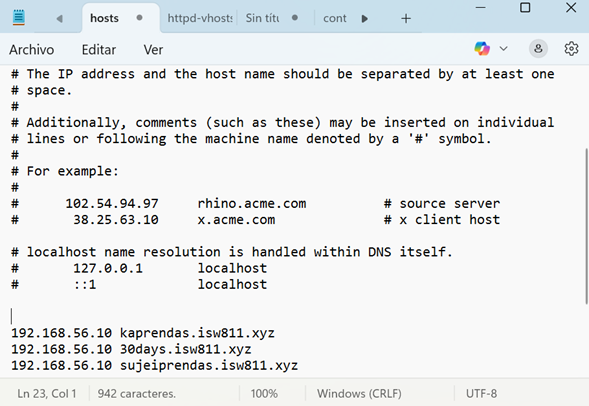 hosts
httpd-vhosts
Sin títu
cont
Archivo Editar Ver
# The IP address and the host name should be separated by at least one
# space.
#
# Additionally, comments (such as these) may be inserted on individual
# lines or following the machine name denoted by a '#' symbol.
#
# For example:
#
#      102.54.94.97     rhino.acme.com          # source server
#       38.25.63.10     x.acme.com              # x client host
# localhost name resolution is handled within DNS itself.
#       127.0.0.1       localhost
#       ::1             localhost
192.168.56.10 kaprendas.isw811.xyz
192.168.56.10 30days.isw811.xyz
192.168.56.10 sujeiprendas.isw811.xyz
Ln 23, Col 1 942 caracteres. 100% Windows (CRLF) UTF-8